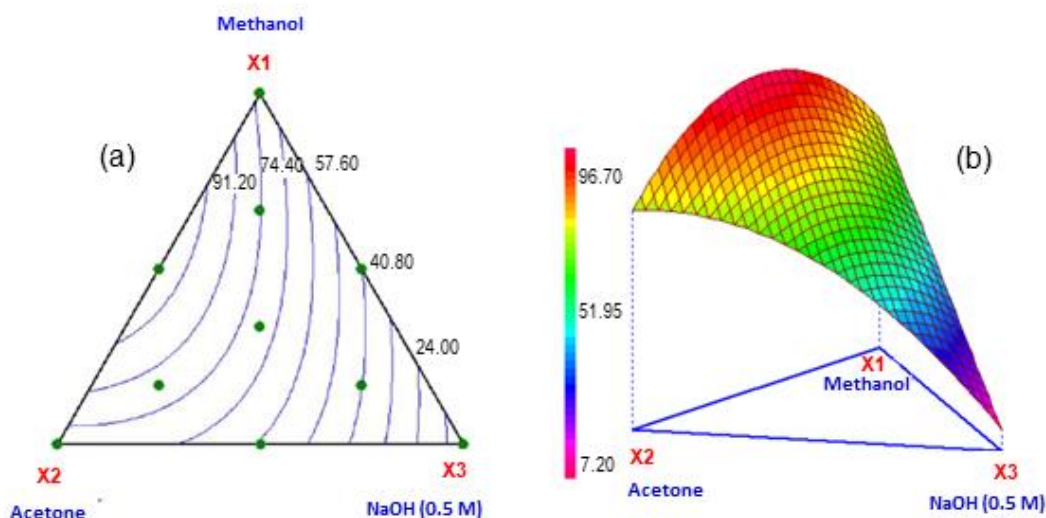 Methanol
X1
(a)
91.20
74.40
57.60
40.80
24.00
X2
X3
Acetone
NaOH (0.5 M)
96.70
(b)
51.95
7.20
X1
Methanol
X2
X3
Acetone
NaOH (0.5 M)